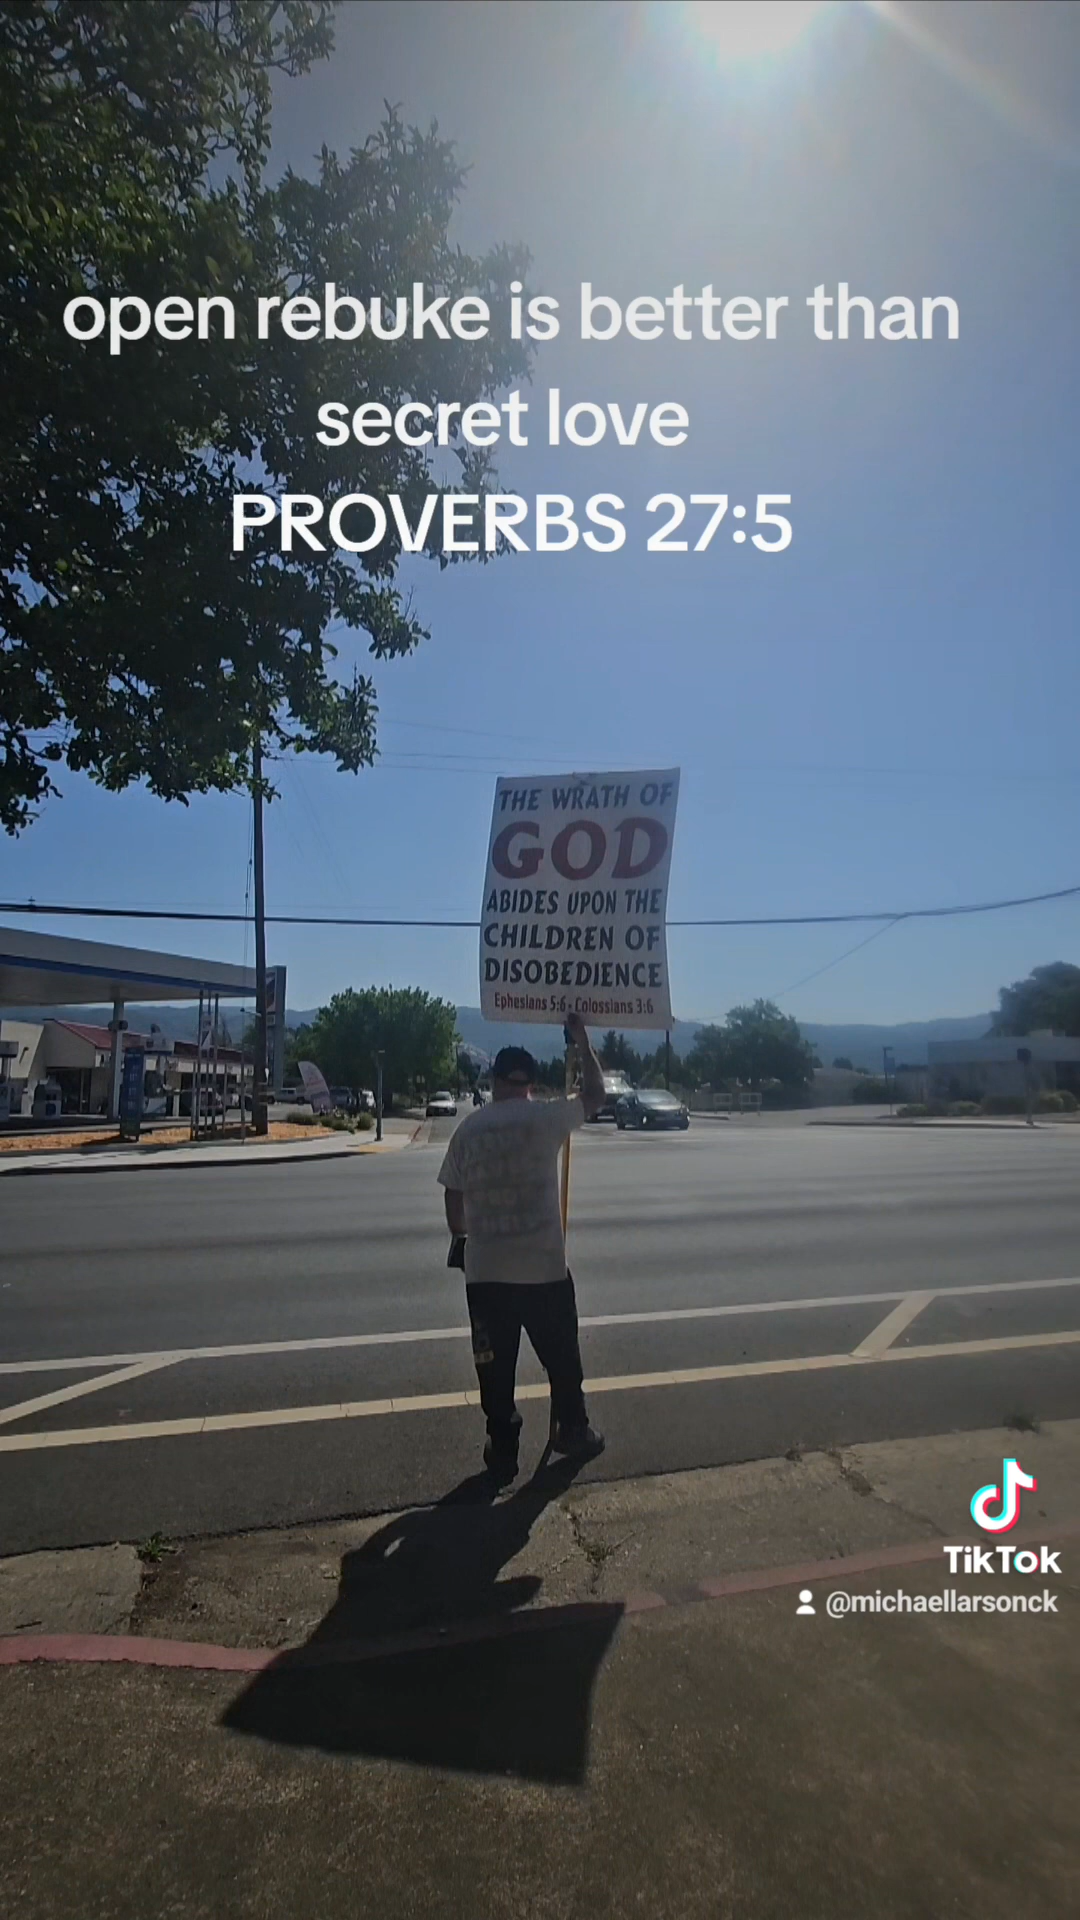 open rebuke is better than
secret love
PROVERBS 27:5
THE WRATH OF
GOD
ABIDES UPON THE
CHILDREN OF
DISOBEDIENCE
Ephesians 5:6 - Colossians 3:6
TikTok
@michaellarsonck